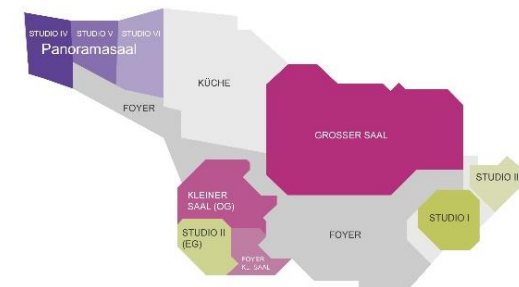 STUDIO IV STUDIO V STUDIO VI
Panoramasaal
KÜCHE
FOYER
GROSSER SAAL
STUDIO II
KLEINER
SAAL (OG)
STUDIO I
STUDIO II
(EG)
FOYER
FOYER
KL. SAAL